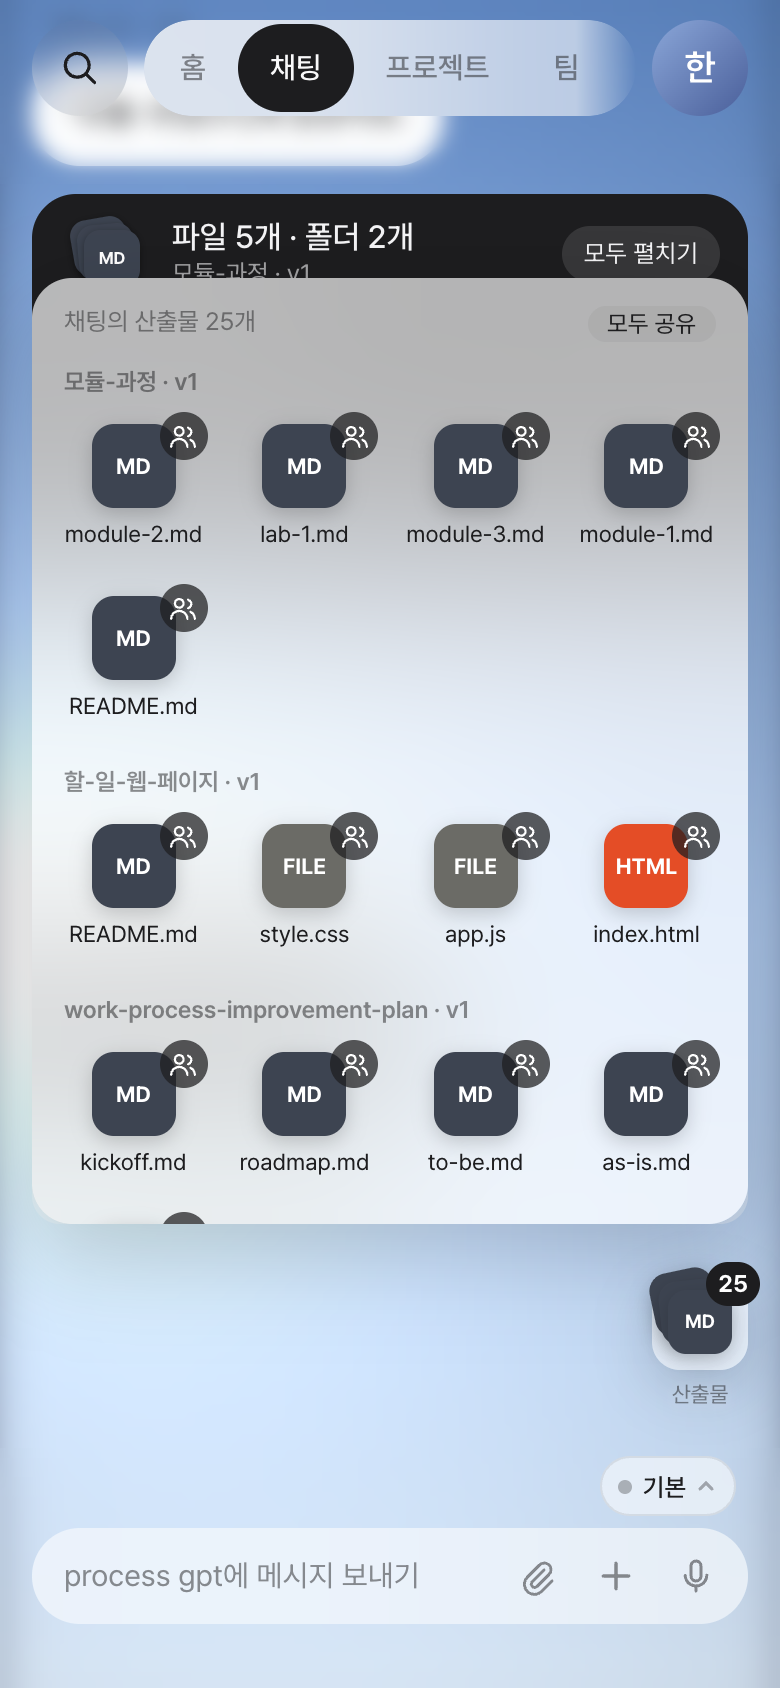 홈 채팅 프로젝트 팀 한
MD 파일 5개 · 폴더 2개 모두 펼치기
모듈-과정 · v1
채팅의 산출물 25개 모두 공유
모듈-과정 · v1
MD MD MD MD
module-2.md lab-1.md module-3.md module-1.md
MD
README.md
할-일-웹-페이지 · v1
MD FILE FILE HTML
README.md style.css app.js index.html
work-process-improvement-plan · v1
MD MD MD MD
kickoff.md roadmap.md to-be.md as-is.md
25
MD
산출물
기본
process gpt에 메시지 보내기